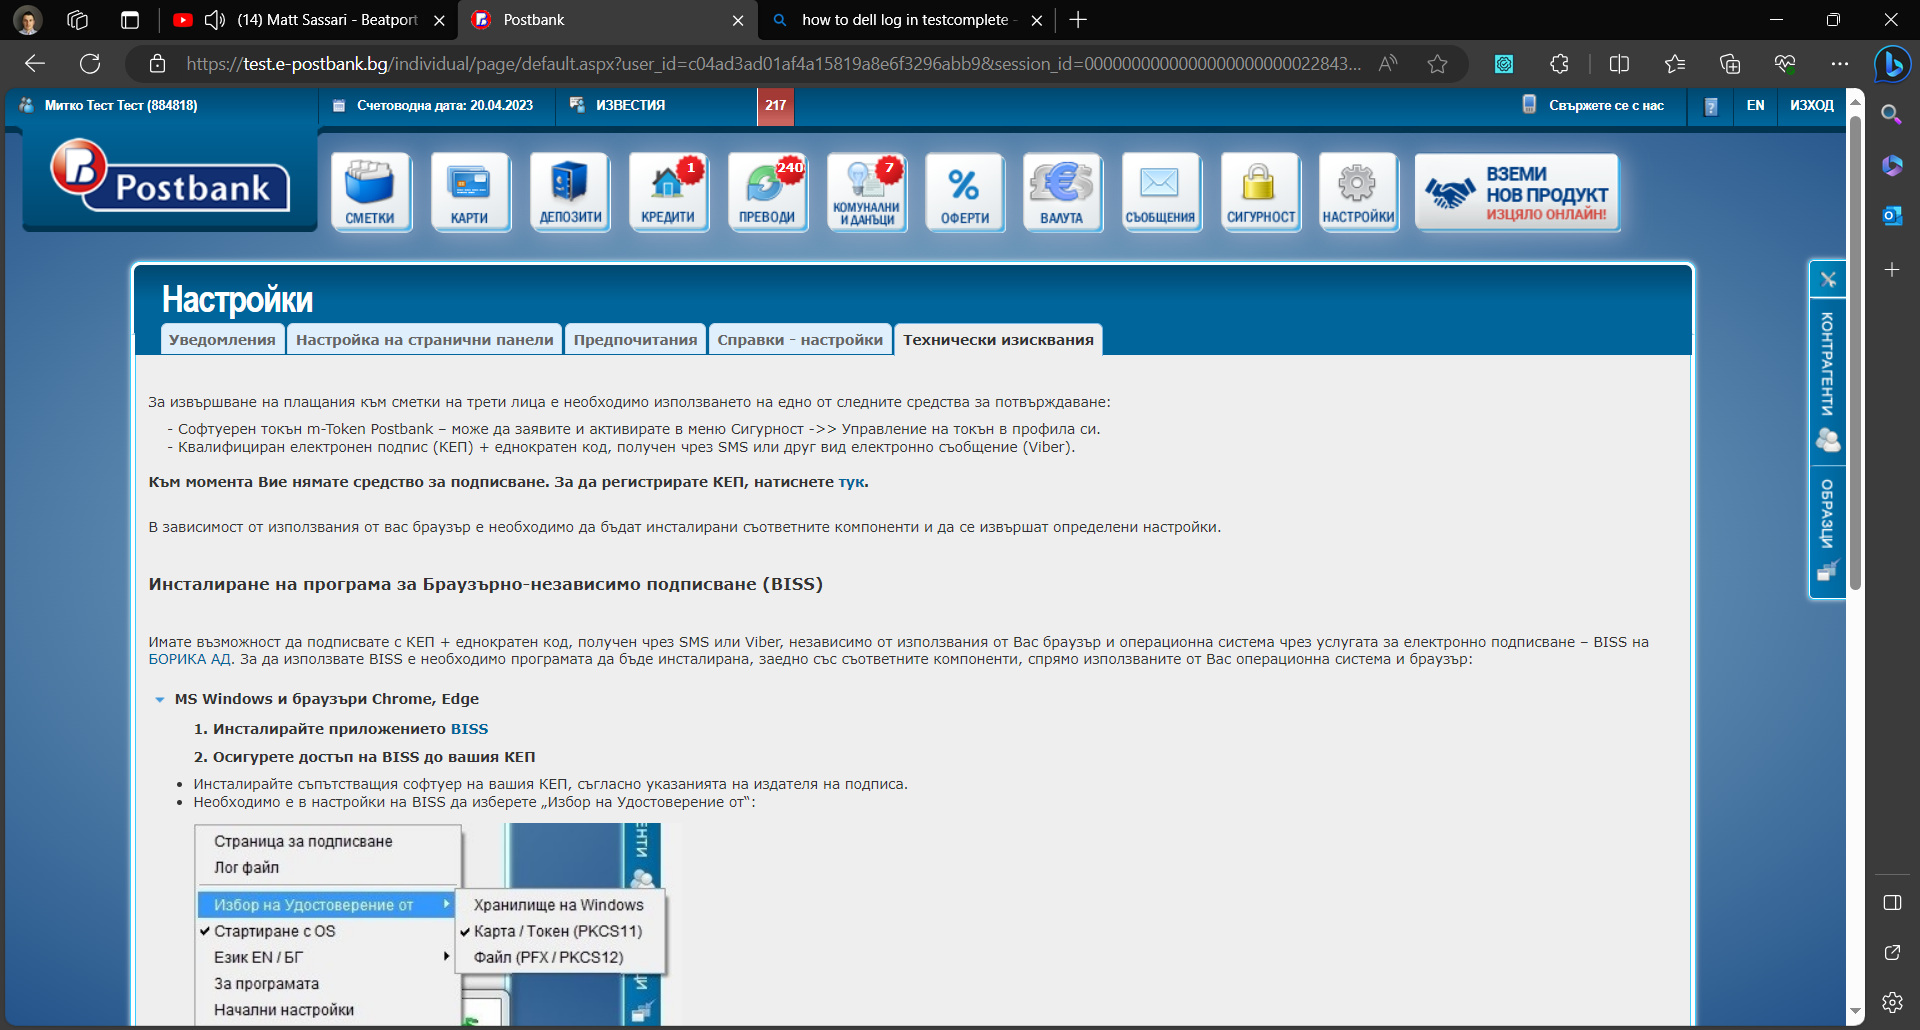 (14) Matt Sassari - Beatport
Postbank
how to dell log in testcomplete -
https://test.e-postbank.bg/individual/page/default.aspx?user_id=c04ad3ad01af4a15819a8e6f3296abb9&session_id=
Митко Тест Тест (884818)
Счетоводна дата: 20.04.2023
ИЗВЕСТИЯ
217
Свържете се с нас
EN
ИЗХОД
Postbank
СМЕТКИ
КАРТИ
ДЕПОЗИТИ
1
КРЕДИТИ
240
ПРЕВОДИ
7
КОМУНАЛНИ
И ДАНЪЦИ
%
ОФЕРТИ
ВАЛУТА
СЪОБЩЕНИЯ
СИГУРНОСТ
НАСТРОЙКИ
ВЗЕМИ
НОВ ПРОДУКТ
ИЗЦЯЛО ОНЛАЙН!
КОНТРАГЕНТИ
ОБРАЗЦИ
Настройки
Уведомления
Настройка на странични панели
Предпочитания
Справки - настройки
Технически изисквания
За извършване на плащания към сметки на трети лица е необходимо използването на едно от следните средства за потвърждаване:
- Софтуерен токън m-Token Postbank – може да заявите и активирате в меню Сигурност ->> Управление на токън в профила си.
- Квалифициран електронен подпис (КЕП) + еднократен код, получен чрез SMS или друг вид електронно съобщение (Viber).
Към момента Вие нямате средство за подписване. За да регистрирате КЕП, натиснете тук.
В зависимост от използвания от вас браузър е необходимо да бъдат инсталирани съответните компоненти и да се извършат определени настройки.
Инсталиране на програма за Браузърно-независимо подписване (BISS)
Имате възможност да подписвате с КЕП + еднократен код, получен чрез SMS или Viber, независимо от използвания от Вас браузър и операционна система чрез услугата за електронно подписване – BISS на
БОРИКА АД. За да използвате BISS е необходимо програмата да бъде инсталирана, заедно със съответните компоненти, спрямо използваните от Вас операционна система и браузър:
MS Windows и браузъри Chrome, Edge
1. Инсталирайте приложението BISS
2. Осигурете достъп на BISS до вашия КЕП
• Инсталирайте съпътстващия софтуер на вашия КЕП, съгласно указанията на издателя на подписа.
• Необходимо е в настройки на BISS да изберете „Избор на Удостоверение от“:
Страница за подписване
Лог файл
Избор на Удостоверение от
Стартиране с OS
Език EN / БГ
За програмата
Начални настройки
Хранилище на Windows
Карта / Токен (PKCS11)
Файл (PFX / PKCS12)